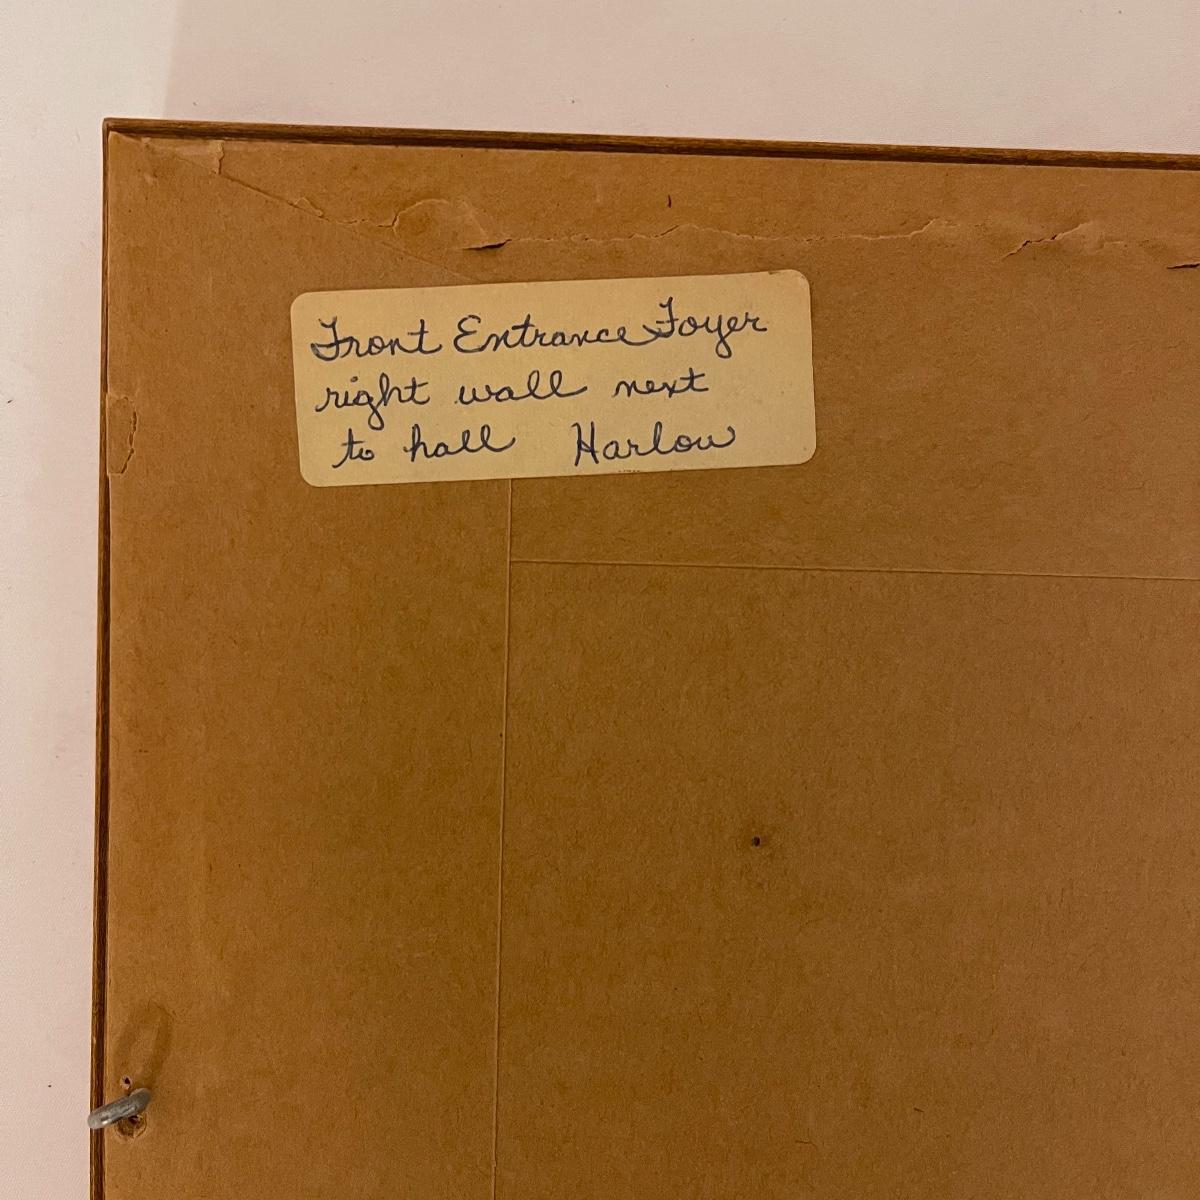 Front Entrance Foyer
right wall next
to hall Harlow